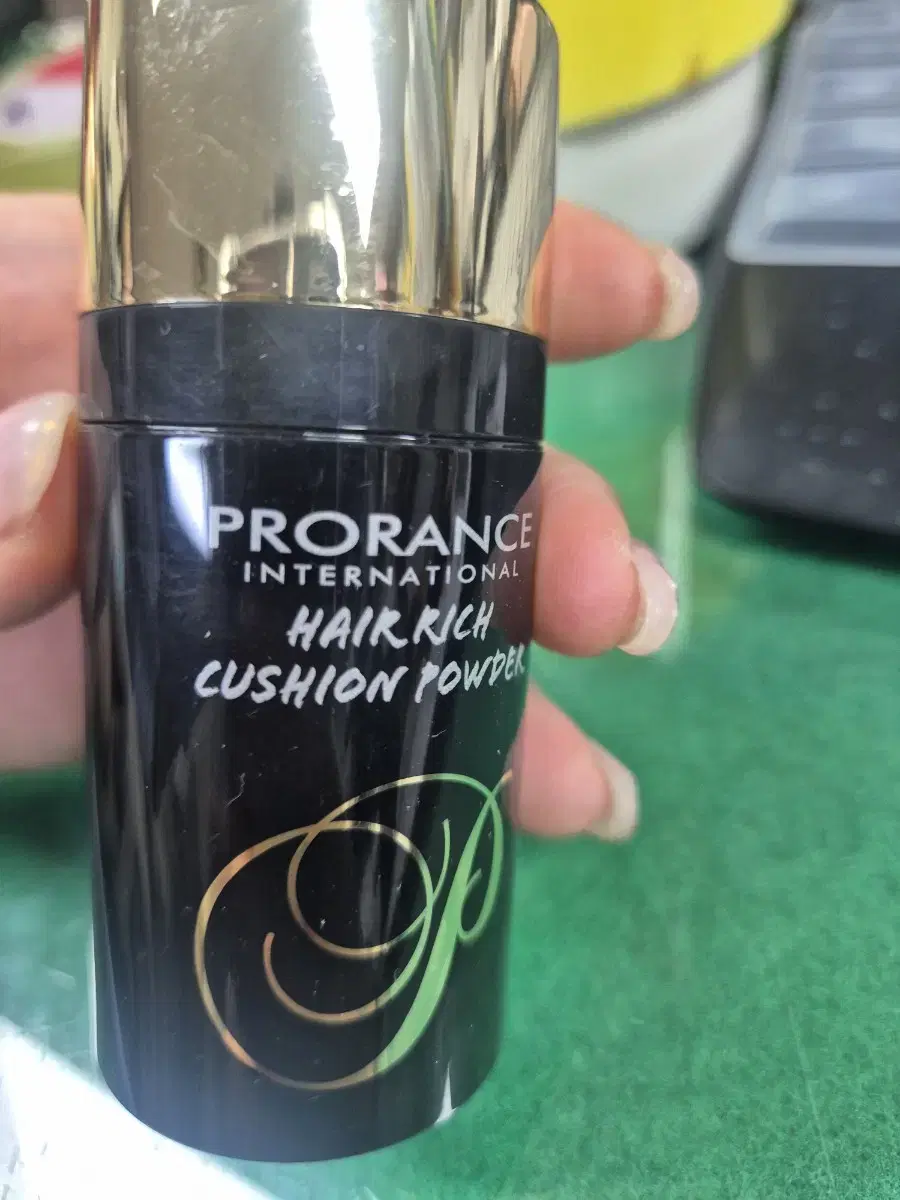 PRORANCE
INTERNATIONAL
HAIR RICH
CUSHION POWDER